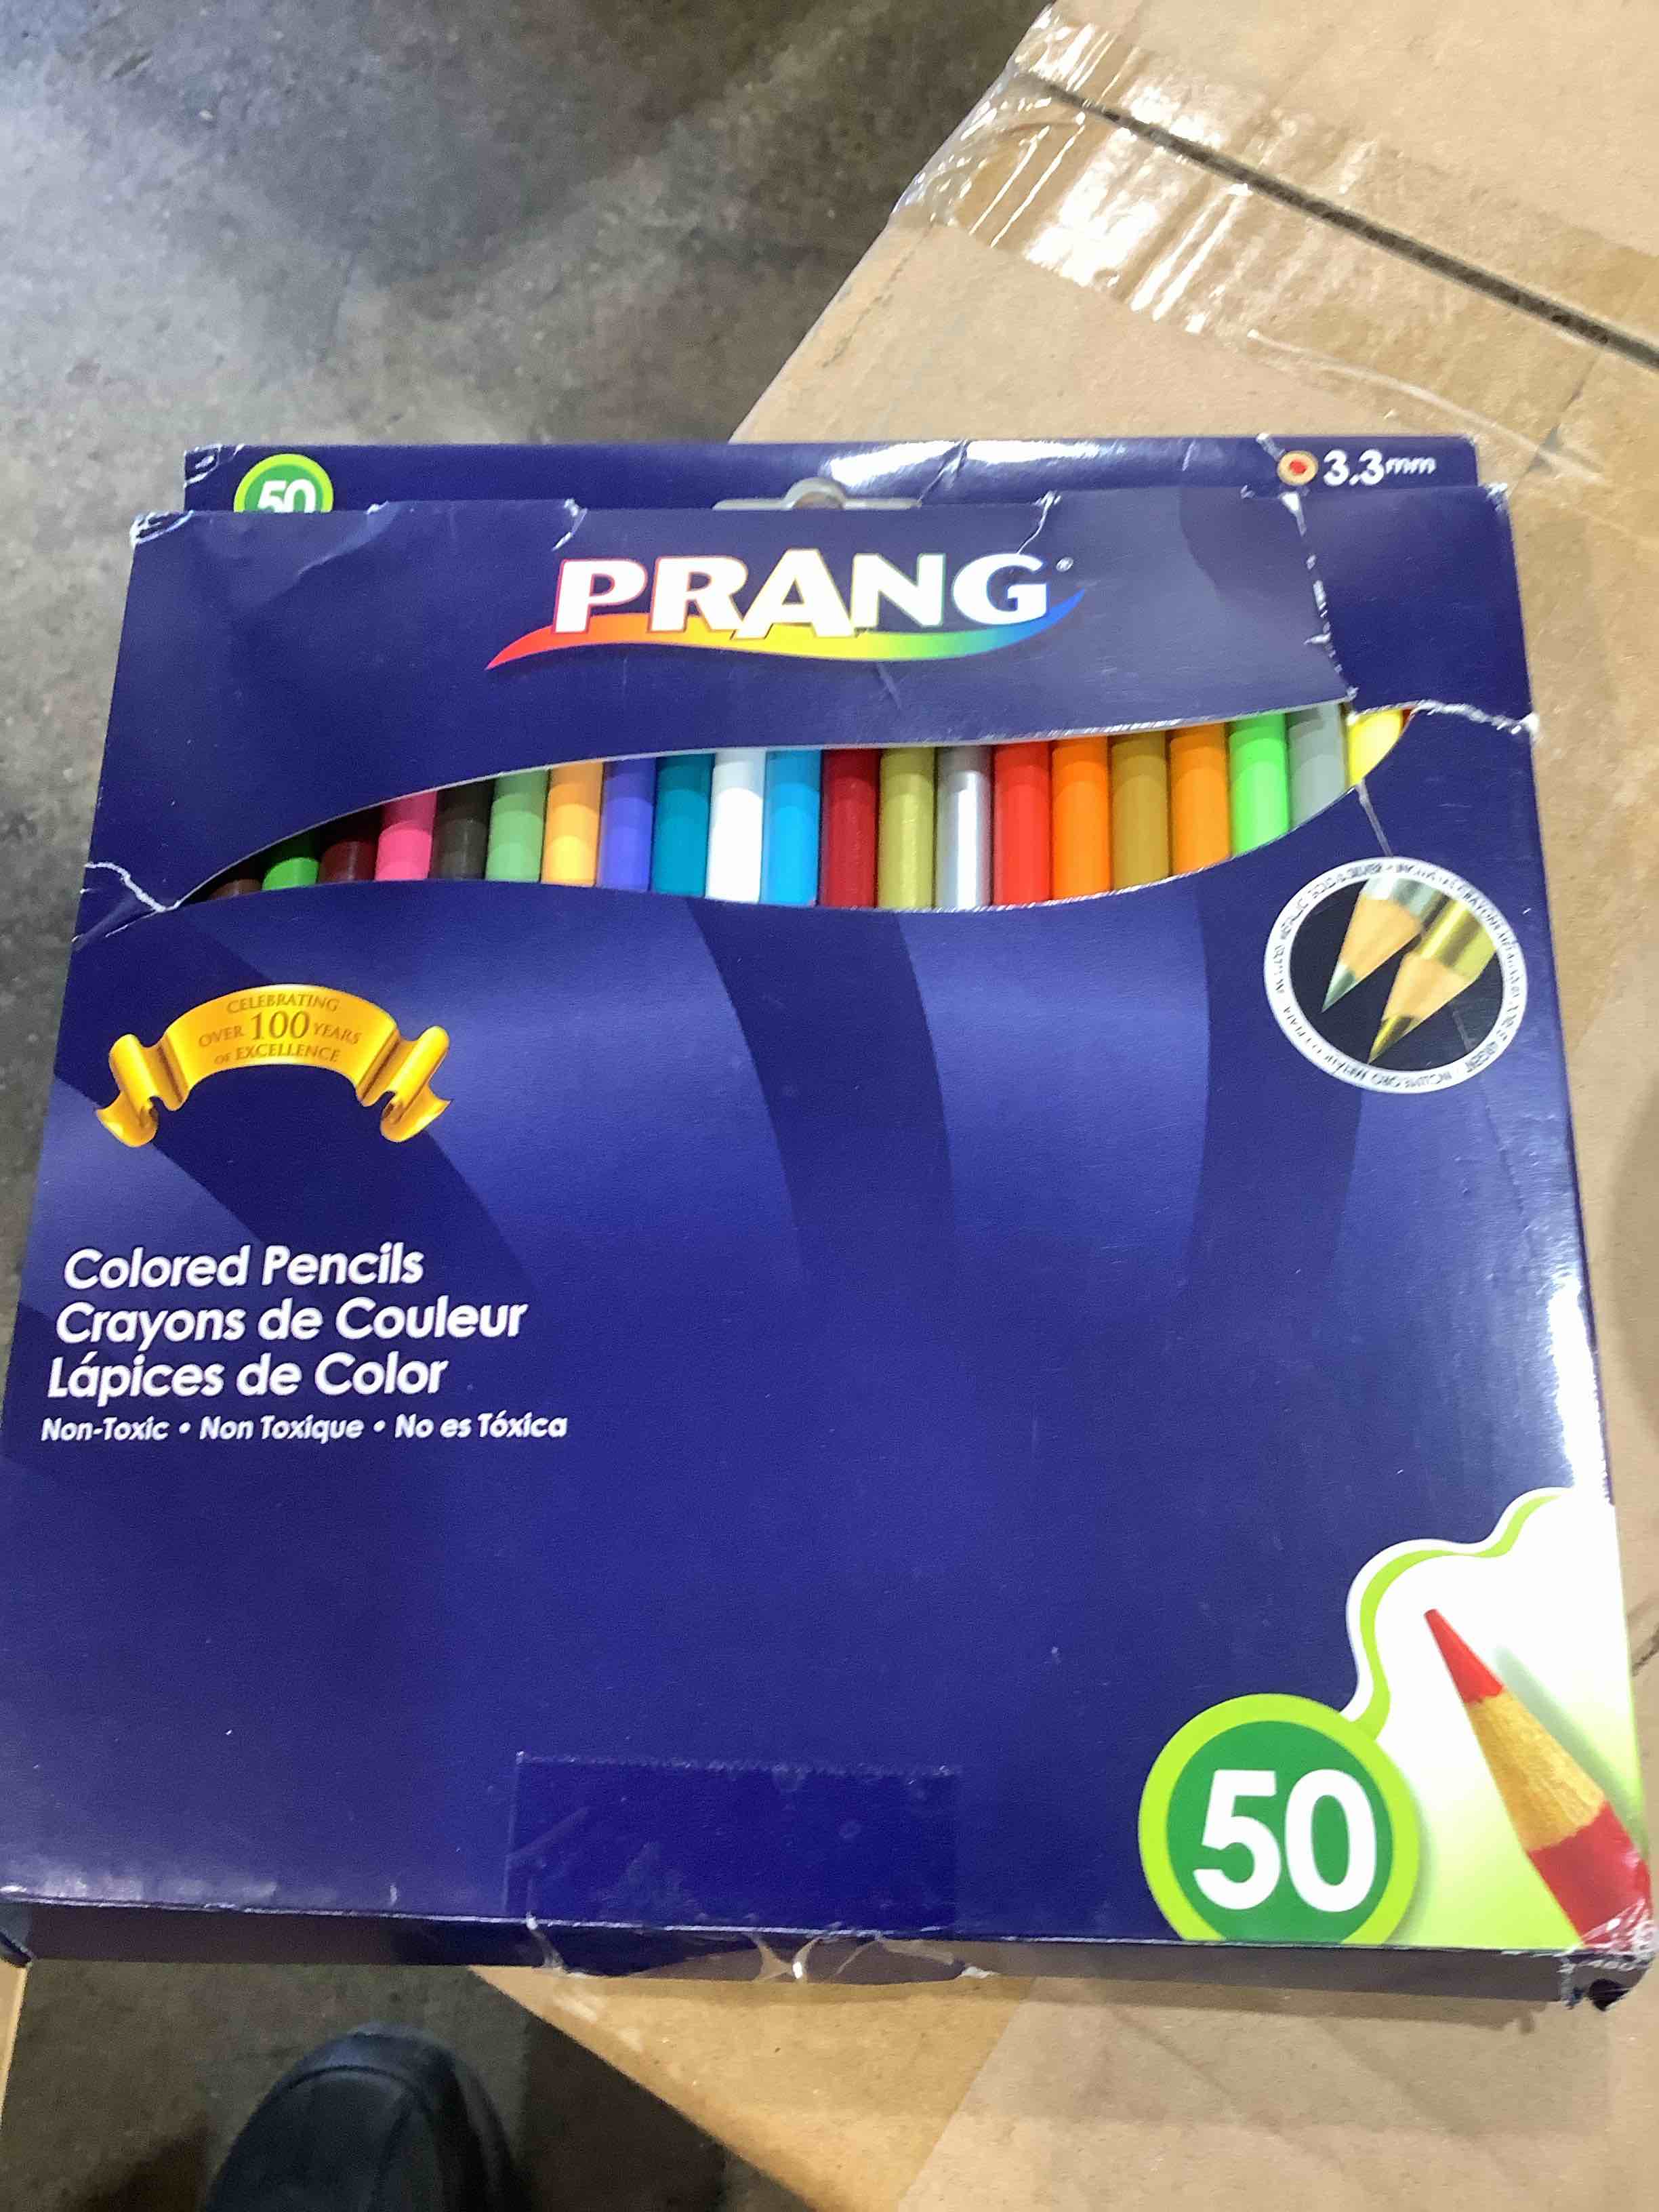 50
3.3mm
PRANG®
CELEBRATING
OVER 100 YEARS
OF EXCELLENCE
Colored Pencils
Crayons de Couleur
Lápices de Color
Non-Toxic • Non Toxique • No es Tóxica
50